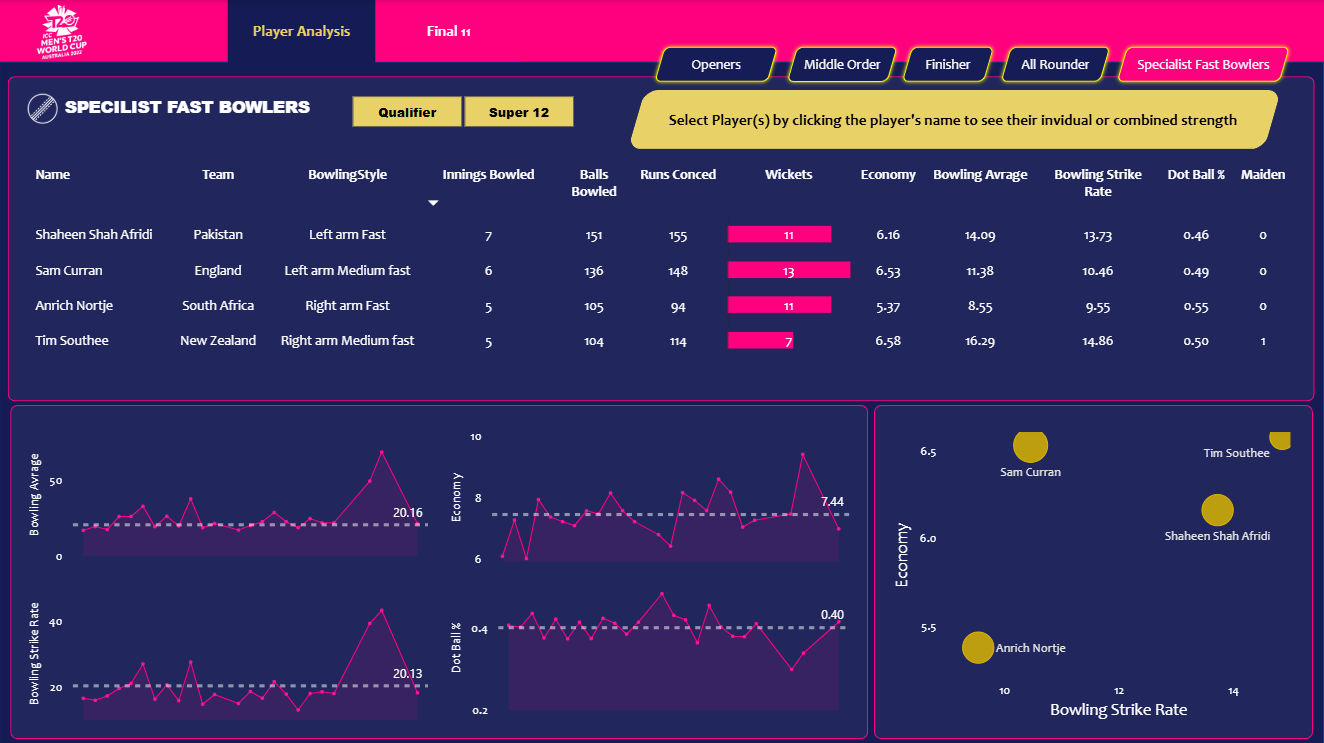 ICC
MEN'S T20
WORLD CUP
AUSTRALIA 2022
Player Analysis
Final 11
Openers
Middle Order
Finisher
All Rounder
Specialist Fast Bowlers
SPECILIST FAST BOWLERS
Qualifier
Super 12
Select Player(s) by clicking the player's name to see their invidual or combined strength
Name Team BowlingStyle Innings Bowled Balls Bowled Runs Conced Wickets Economy Bowling Avrage Bowling Strike Rate Dot Ball % Maiden
Shaheen Shah Afridi Pakistan Left arm Fast 7 151 155 11 6.16 14.09 13.73 0.46 0
Sam Curran England Left arm Medium fast 6 136 148 13 6.53 11.38 10.46 0.49 0
Anrich Nortje South Africa Right arm Fast 5 105 94 11 5.37 8.55 9.55 0.55 0
Tim Southee New Zealand Right arm Medium fast 5 104 114 7 6.58 16.29 14.86 0.50 1
Bowling Avrage
50
0
20.16
Economy
10
8
6
7.44
Bowling Strike Rate
40
20
20.13
Dot Ball %
0.4
0.2
0.40
Economy
6.5
6.0
5.5
Sam Curran
Tim Southee
Shaheen Shah Afridi
Anrich Nortje
10 12 14
Bowling Strike Rate